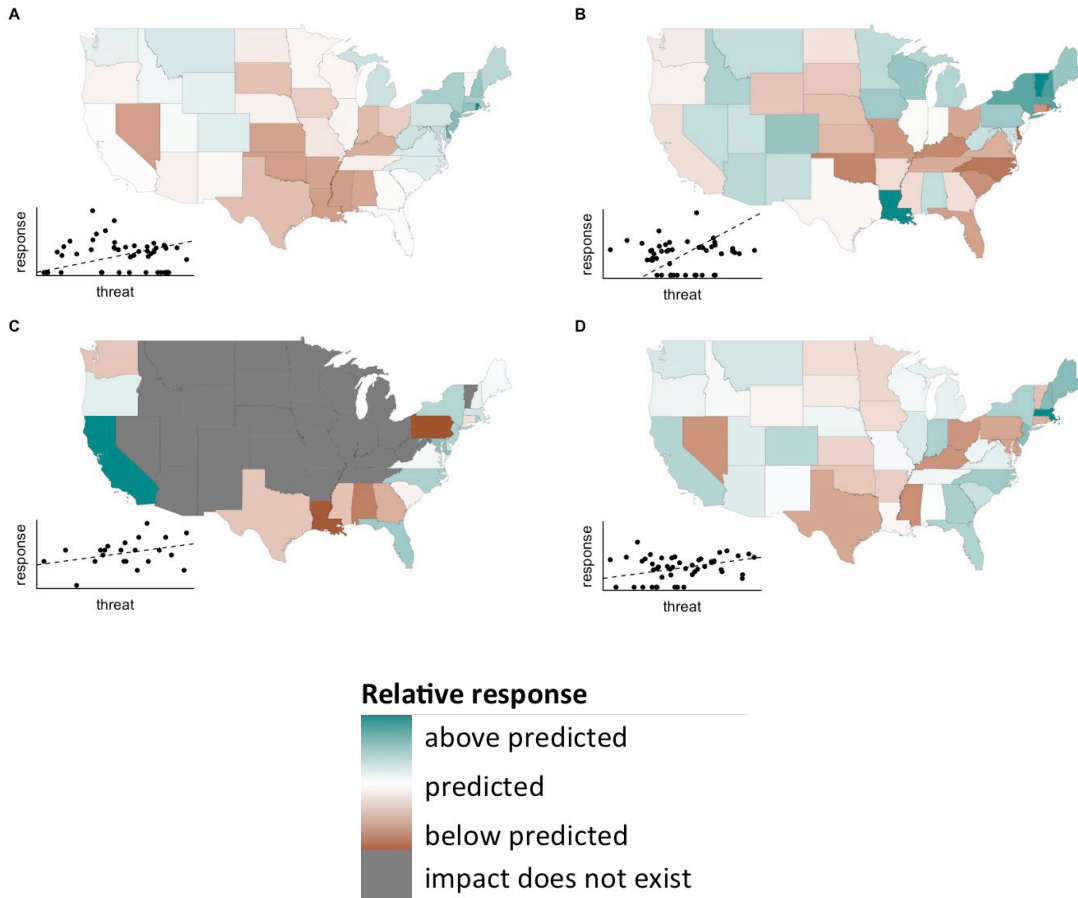 A
B
response
threat
response
threat
C
D
response
threat
response
threat
Relative response
above predicted
predicted
below predicted
impact does not exist